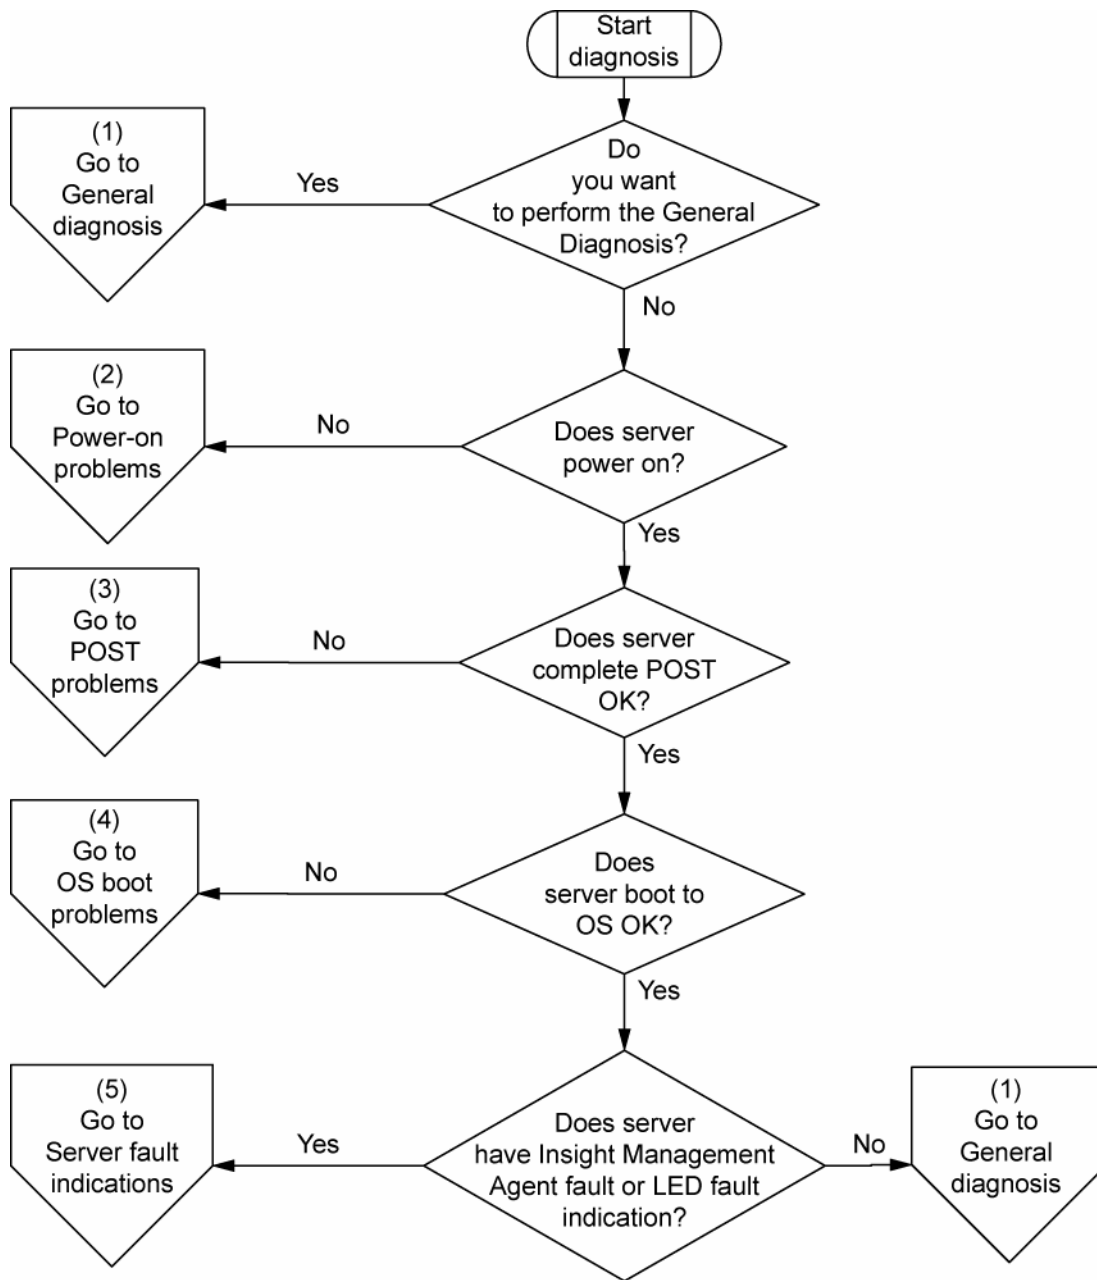 Start
diagnosis
Do
you want
to perform the General
Diagnosis?
Yes
(1)
Go to
General
diagnosis
No
Does server
power on?
No
(2)
Go to
Power-on
problems
Yes
Does server
complete POST
OK?
No
(3)
Go to
POST
problems
Yes
Does
server boot to
OS OK?
No
(4)
Go to
OS boot
problems
Yes
Does server
have Insight Management
Agent fault or LED fault
indication?
Yes
(5)
Go to
Server fault
indications
No
(1)
Go to
General
diagnosis